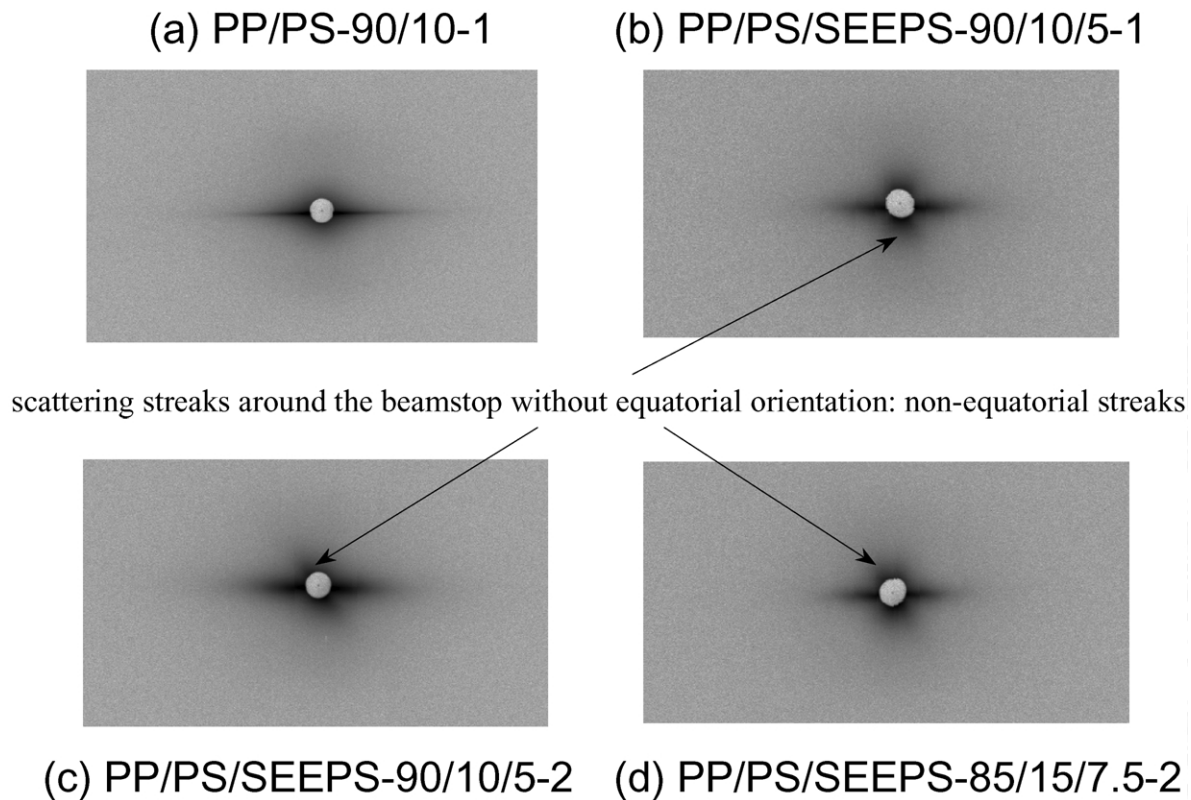 (a) PP/PS-90/10-1
(b) PP/PS/SEEPS-90/10/5-1
scattering streaks around the beamstop without equatorial orientation: non-equatorial streaks
(c) PP/PS/SEEPS-90/10/5-2
(d) PP/PS/SEEPS-85/15/7.5-2